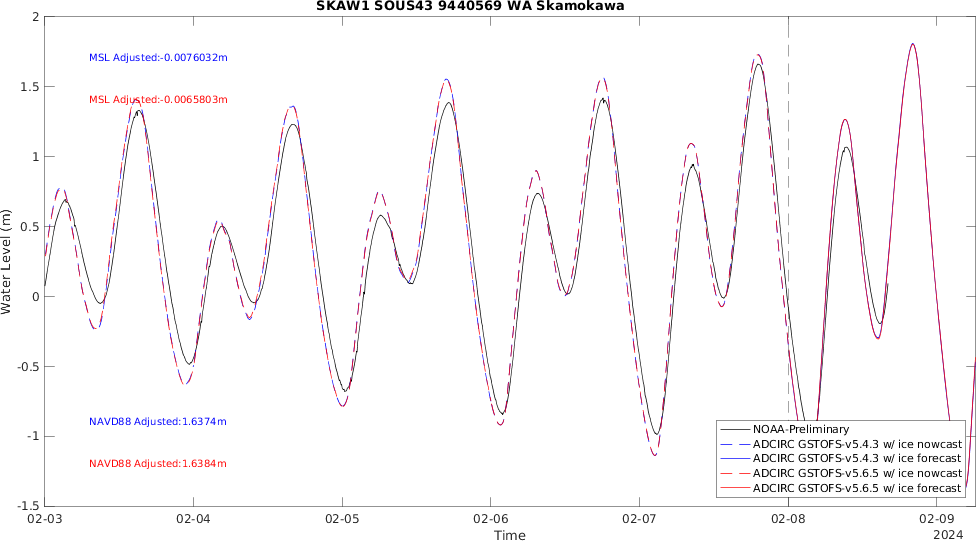 SKAW1 SOUS43 9440569 WA Skamokawa
2
1.5
1
0.5
0
-0.5
-1
-1.5
Water Level (m)
MSL Adjusted:-0.0076032m
MSL Adjusted:-0.0065803m
NAVD88 Adjusted:1.6374m
NAVD88 Adjusted:1.6384m
NOAA-Preliminary
ADCIRC GSTOFS-v5.4.3 w/ ice nowcast
ADCIRC GSTOFS-v5.4.3 w/ ice forecast
ADCIRC GSTOFS-v5.6.5 w/ ice nowcast
ADCIRC GSTOFS-v5.6.5 w/ ice forecast
02-03 02-04 02-05 02-06 02-07 02-08 02-09
Time 2024